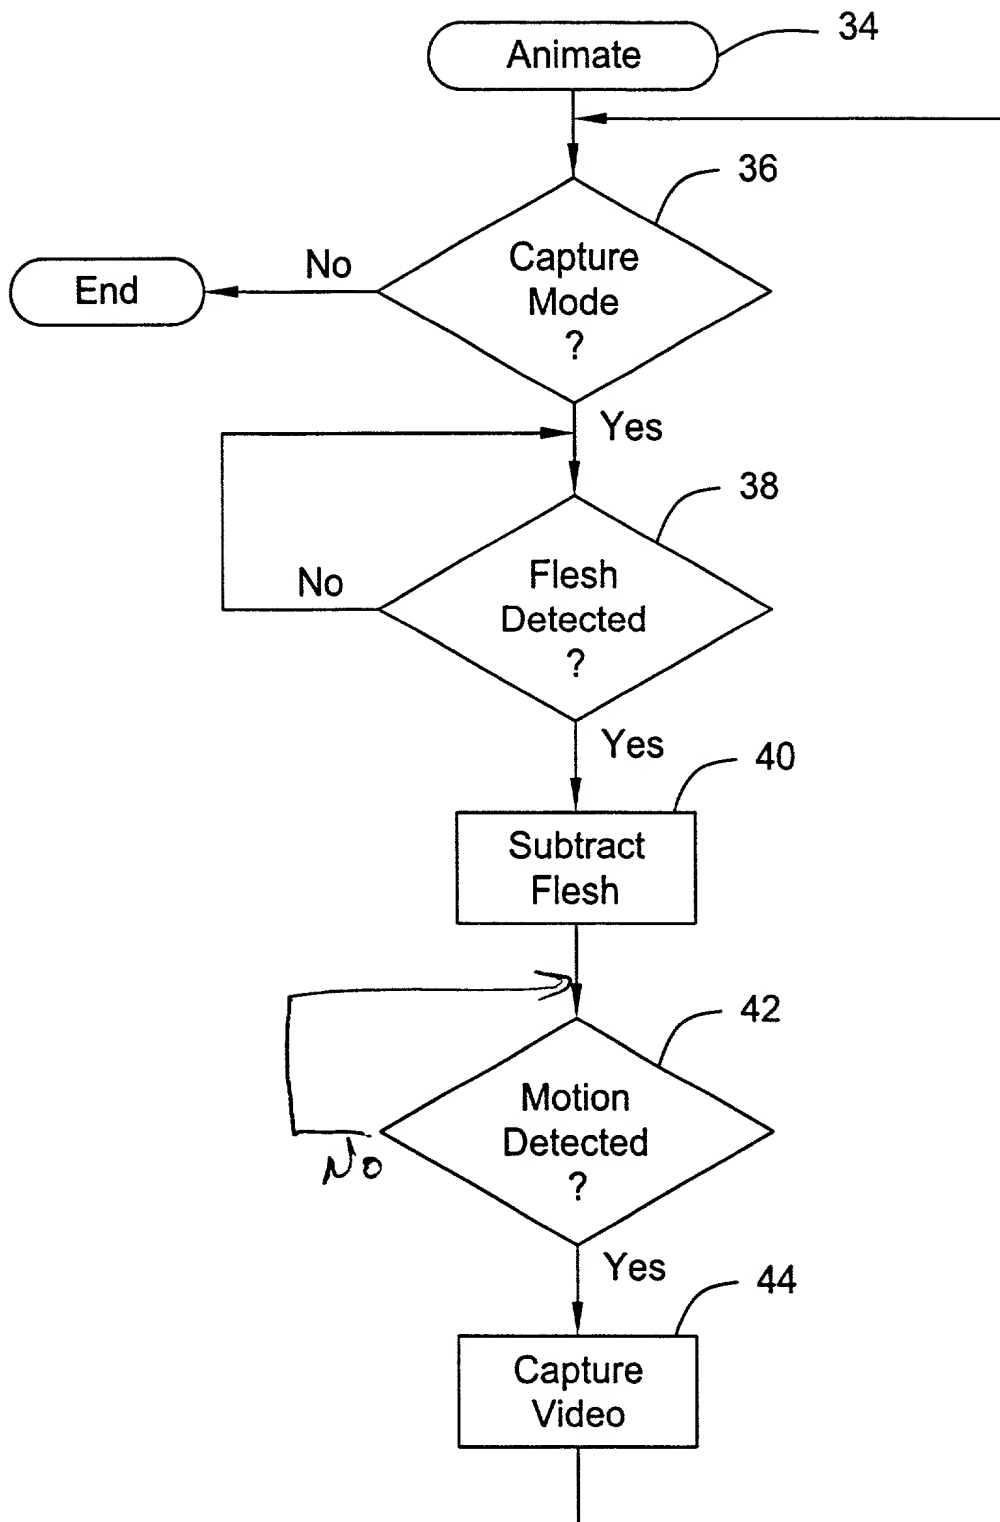 Animate
34
36
Capture
Mode
?
No
End
Yes
38
Flesh
Detected
?
No
Yes
40
Subtract
Flesh
42
Motion
Detected
?
No
Yes
44
Capture
Video